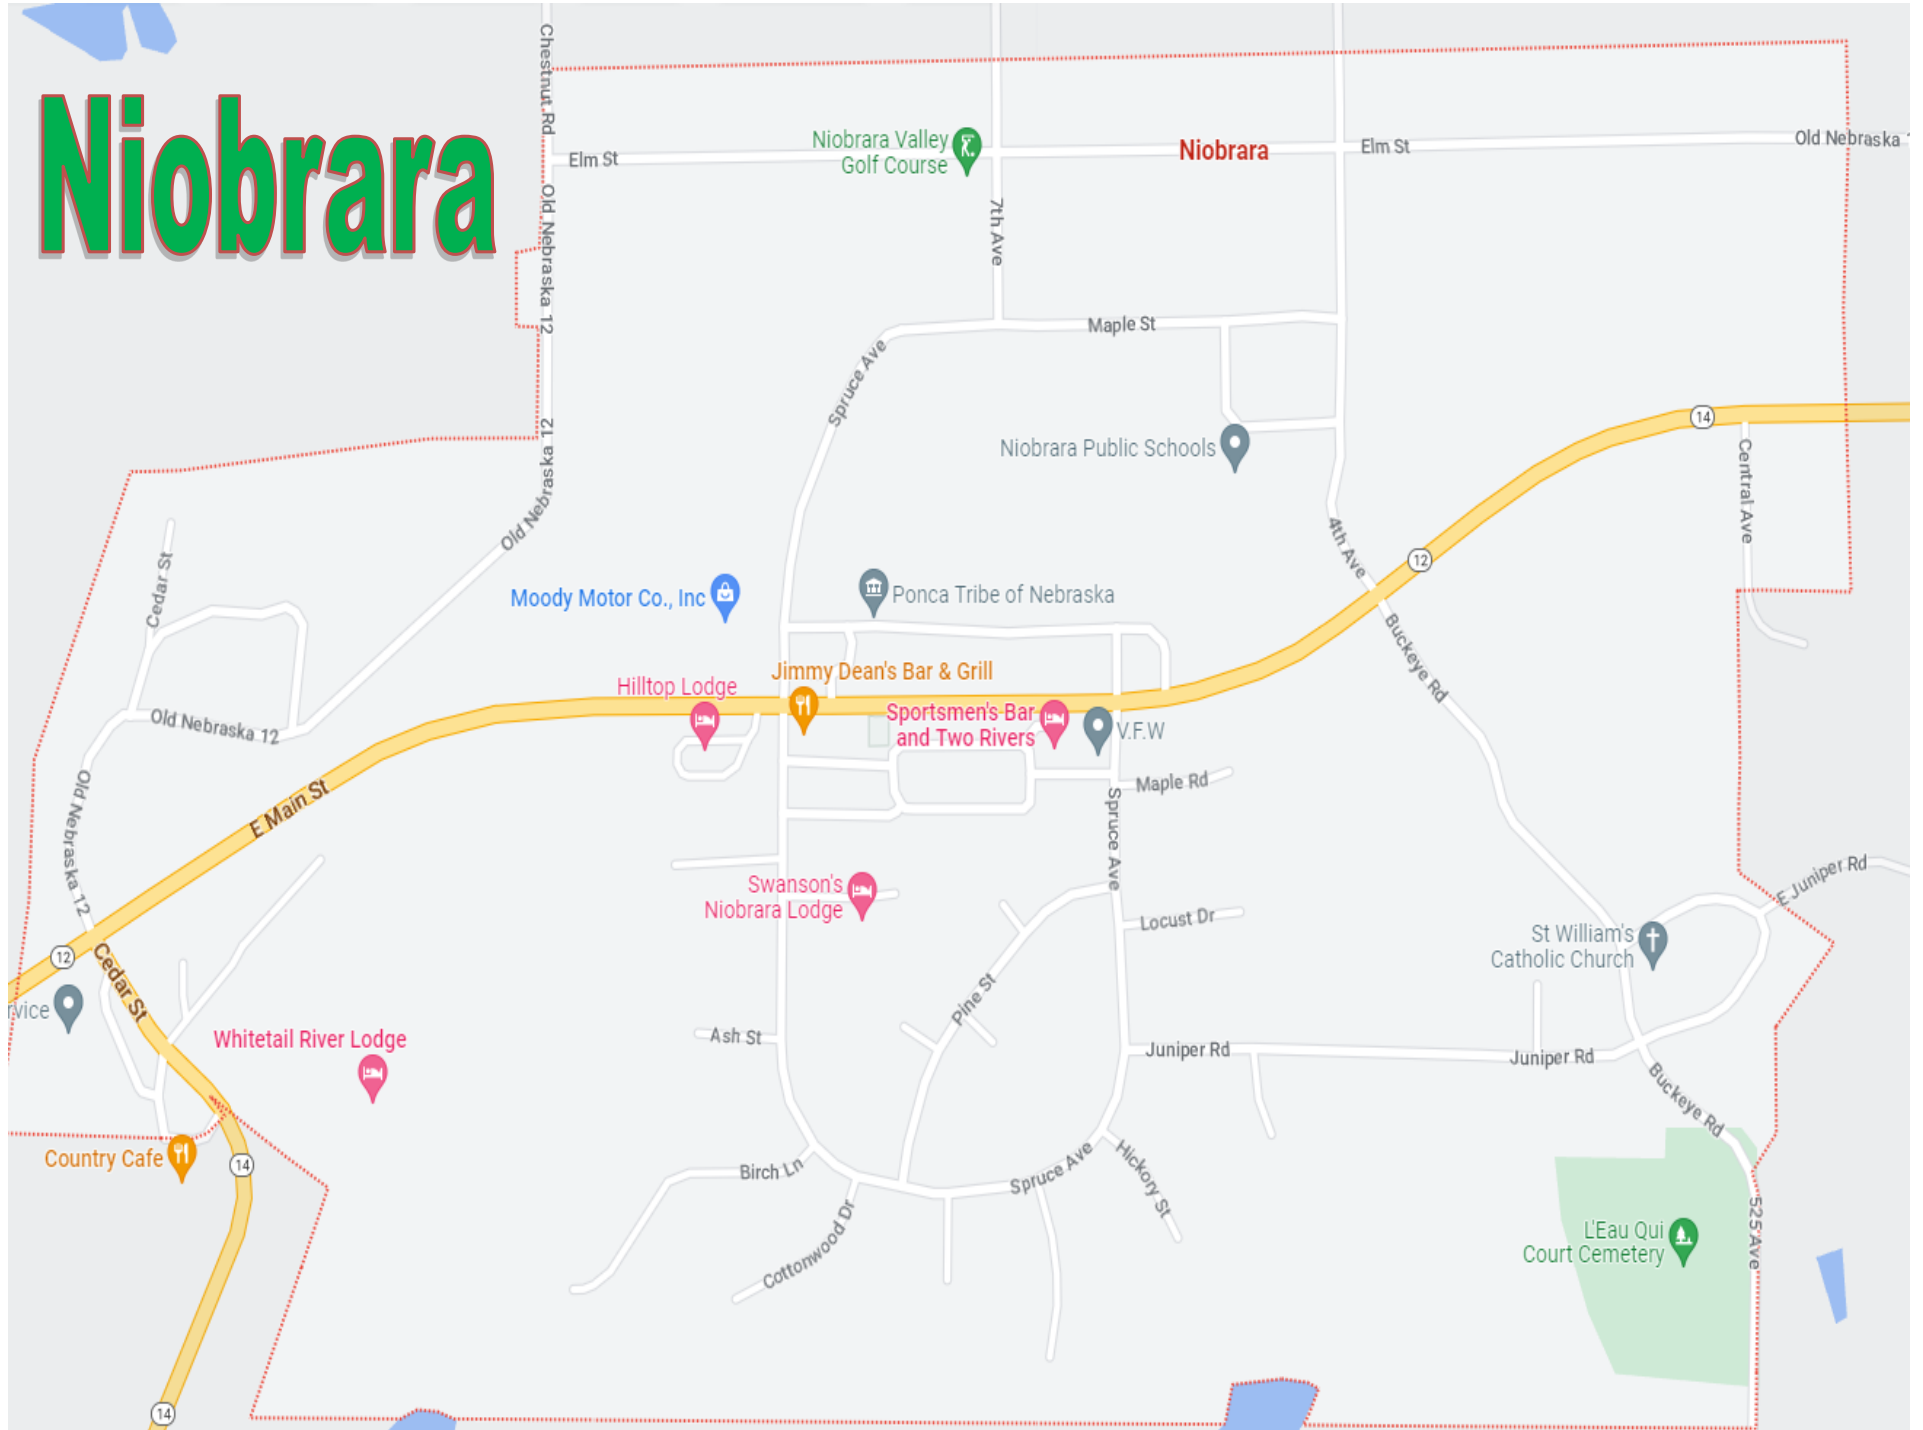 Niobrara
Chestnut Rd
Elm St
Niobrara Valley
Golf Course
Niobrara
Elm St
Old Nebraska
Old Nebraska 12
7th Ave
Maple St
Spruce Ave
14
Old Nebraska 12
Niobrara Public Schools
Central Ave
4th Ave
12
Cedar St
Moody Motor Co., Inc
Ponca Tribe of Nebraska
Buckeye Rd
Jimmy Dean's Bar & Grill
Hilltop Lodge
Sportsmen's Bar
and Two Rivers
V.F.W
Old Nebraska 12
Maple Rd
E Main St
Old Nebraska 12
Spruce Ave
E Juniper Rd
Swanson's
Niobrara Lodge
Locust Dr
St William's
Catholic Church
12
Cedar St
rvice
Pine St
Whitetail River Lodge
Ash St
Juniper Rd
Juniper Rd
Buckeye Rd
Country Cafe
14
Birch Ln
Spruce Ave
Hickory St
Cottonwood Dr
L'Eau Qui
Court Cemetery
525 Ave
14